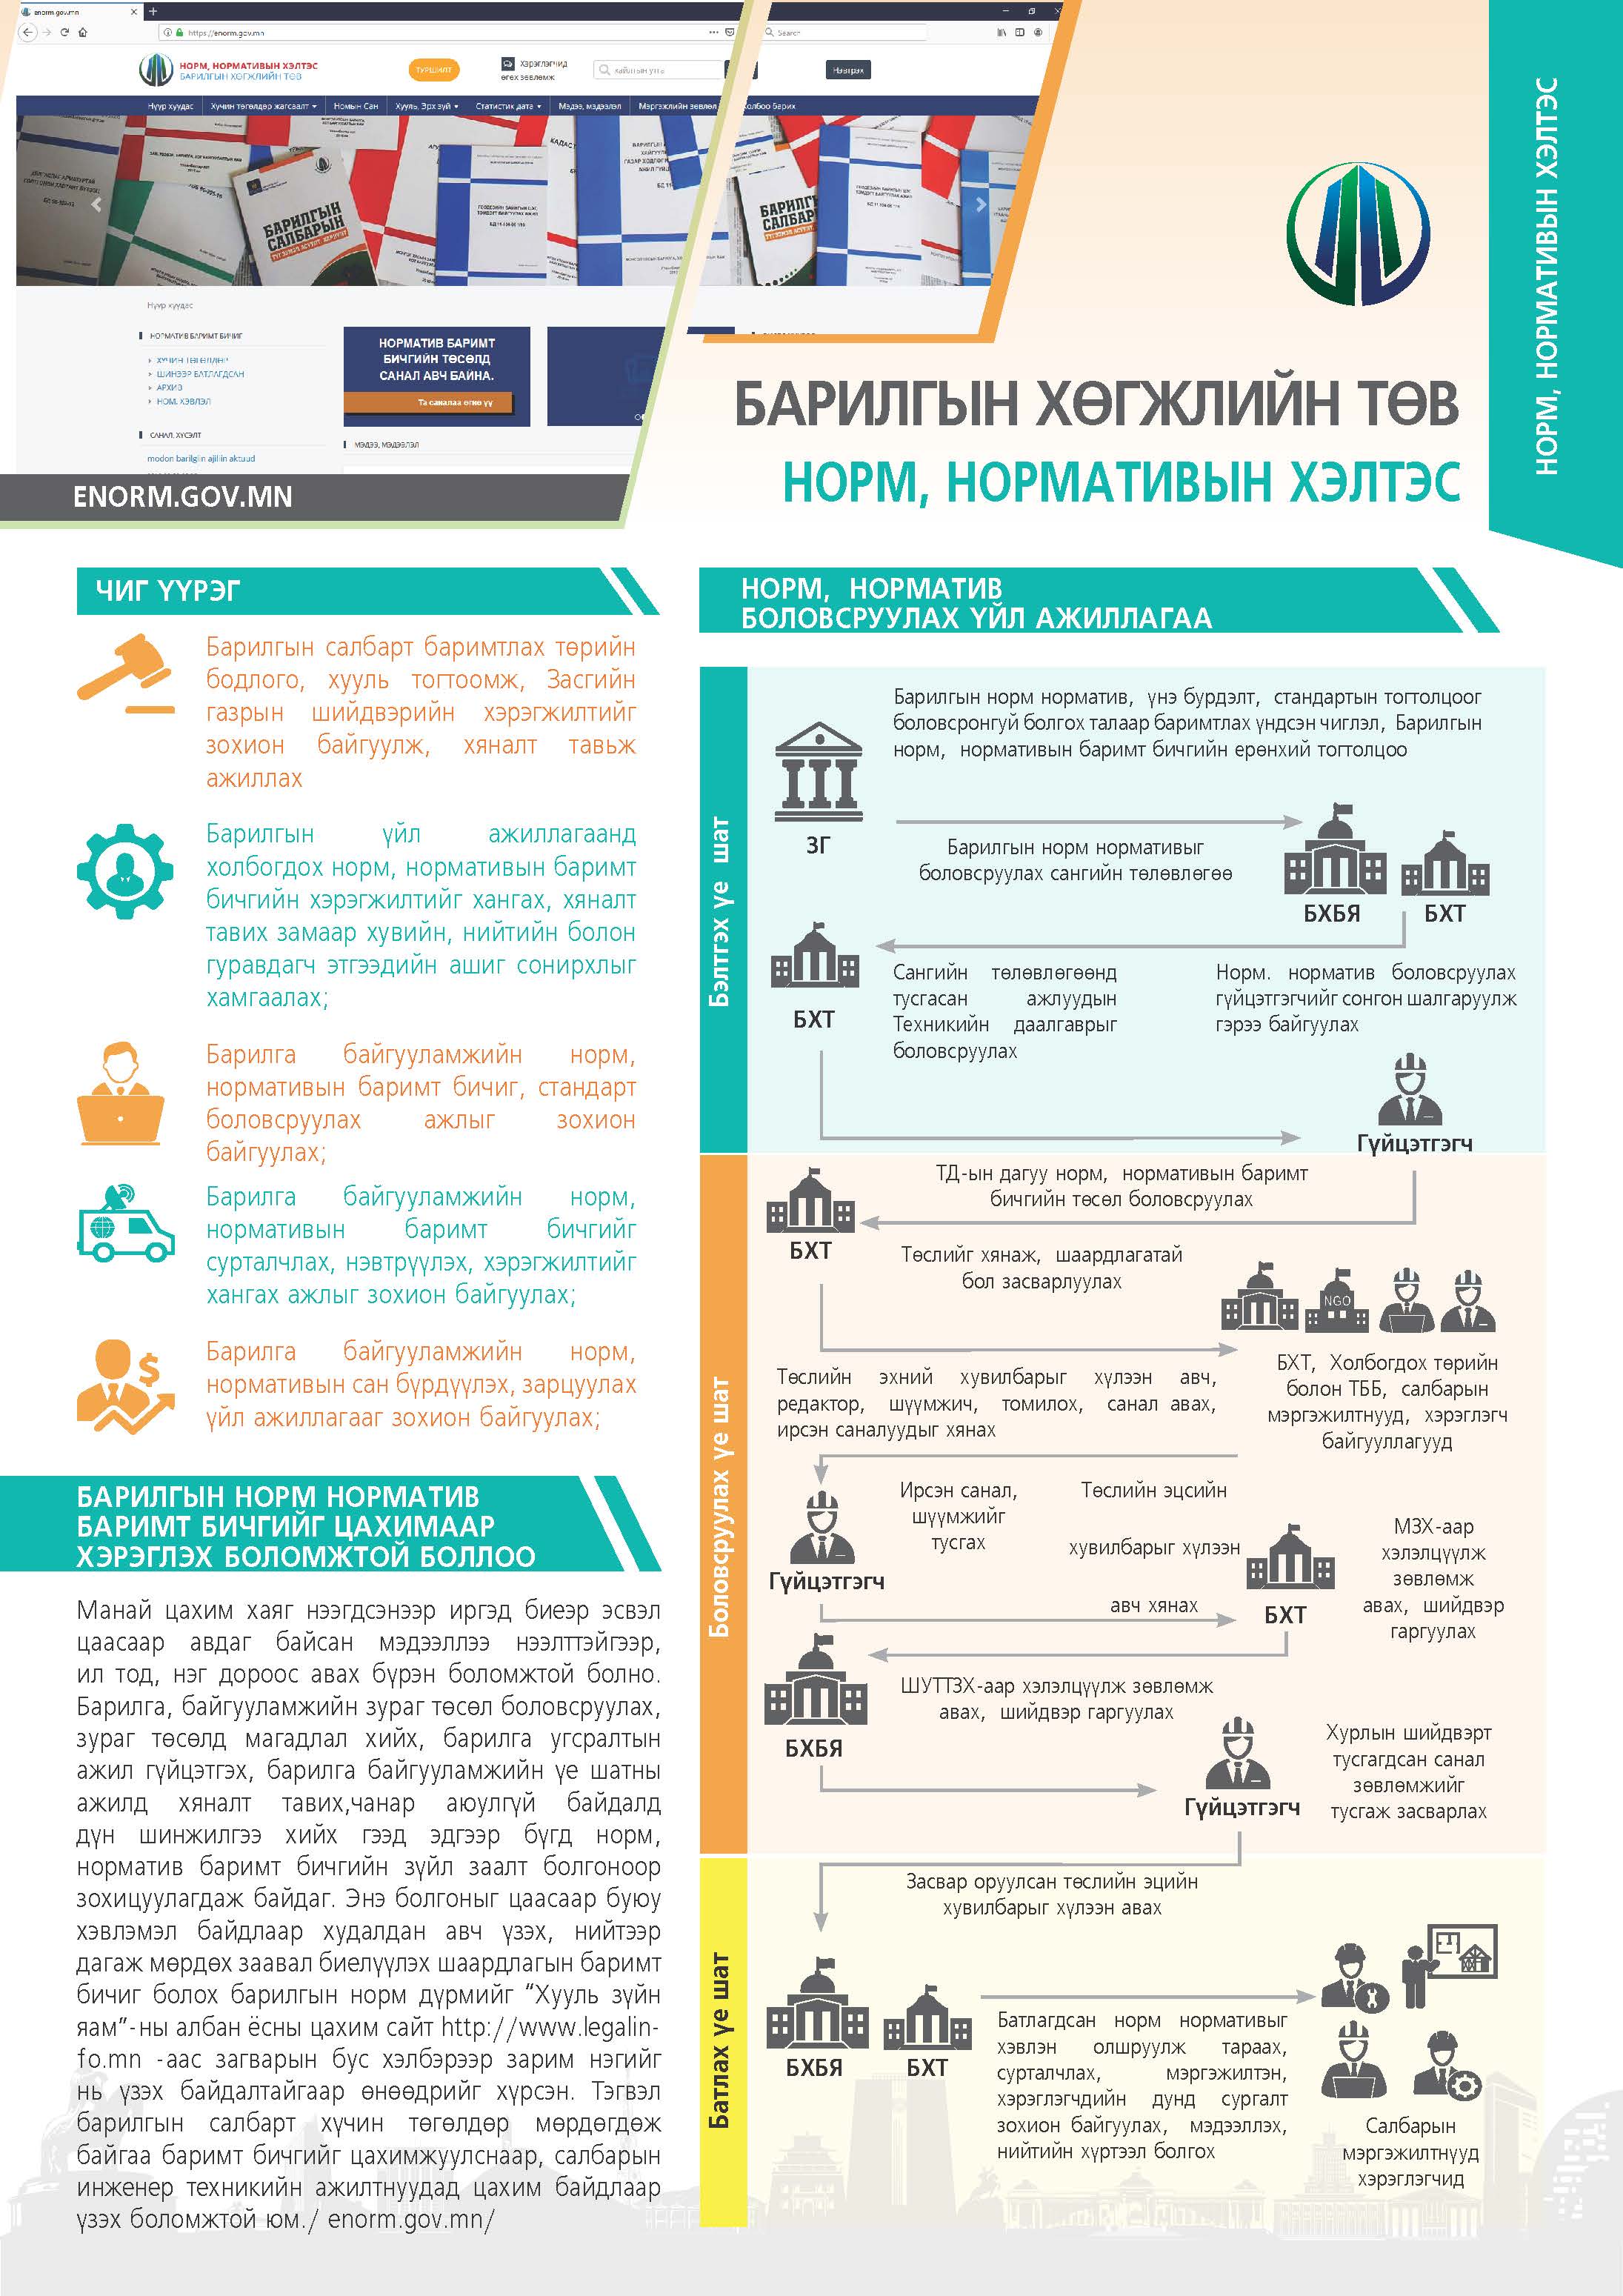 enorm.gov.mn
https://enorm.gov.mn
Search
НОРМ, НОРМАТИВЫН ХЭЛТЭС
БАРИЛГЫН ХӨГЖЛИЙН ТӨВ
ТУРШИЛТ
Хэрэглэгчид
өгөх зөвлөмж
хайлтын утга
Нэвтрэх
Нүүр хуудас
Хүчин төгөлдөр жагсаалт
Номын Сан
Хууль, Эрх зүй
Статистик дата
Мэдээ, мэдээлэл
Мэргэжлийн зөвлөл
Холбоо барих
БАРИЛГЫН
САЛБАРЫН
Нүүр хуудас
НОРМАТИВ БАРИМТ БИЧИГ
ХҮЧИН ТӨГӨЛДӨР
ШИНЭЭР БАТЛАГДСАН
АРХИВ
НОМ, ХЭВЛЭЛ
САНАЛ, ХҮСЭЛТ
modon barilgiin ajiliin aktuud
НОРМАТИВ БАРИМТ
БИЧГИЙН ТӨСӨЛД
САНАЛ АВЧ БАЙНА.
Та саналаа өгнө үү
МЭДЭЭ, МЭДЭЭЛЭЛ
ENORM.GOV.MN
БАРИЛГЫН ХӨГЖЛИЙН ТӨВ
НОРМ, НОРМАТИВЫН ХЭЛТЭС
НОРМ, НОРМАТИВЫН ХЭЛТЭС
ЧИГ ҮҮРЭГ
Барилгын салбарт баримтлах төрийн
бодлого, хууль тогтоомж, Засгийн
газрын шийдвэрийн хэрэгжилтийг
зохион байгуулж, хяналт тавьж
ажиллах
Барилгын үйл ажиллагаанд
холбогдох норм, нормативын баримт
бичгийн хэрэгжилтийг хангах, хяналт
тавих замаар хувийн, нийтийн болон
гуравдагч этгээдийн ашиг сонирхлыг
хамгаалах;
Барилга байгууламжийн норм,
нормативын баримт бичиг, стандарт
боловсруулах ажлыг зохион
байгуулах;
Барилга байгууламжийн норм,
нормативын баримт бичгийг
сурталчлах, нэвтрүүлэх, хэрэгжилтийг
хангах ажлыг зохион байгуулах;
$
Барилга байгууламжийн норм,
нормативын сан бүрдүүлэх, зарцуулах
үйл ажиллагааг зохион байгуулах;
БАРИЛГЫН НОРМ НОРМАТИВ
БАРИМТ БИЧГИЙГ ЦАХИМААР
ХЭРЭГЛЭХ БОЛОМЖТОЙ БОЛЛОО
Манай цахим хаяг нээгдсэнээр иргэд биеэр эсвэл
цаасаар авдаг байсан мэдээллээ нээлттэйгээр,
ил тод, нэг дороос авах бүрэн боломжтой болно.
Барилга, байгууламжийн зураг төсөл боловсруулах,
зураг төсөлд магадлал хийх, барилга угсралтын
ажил гүйцэтгэх, барилга байгууламжийн үе шатны
ажилд хяналт тавих,чанар аюулгүй байдалд
дүн шинжилгээ хийх гээд эдгээр бүгд норм,
норматив баримт бичгийн зүйл заалт болгоноор
зохицуулагдаж байдаг. Энэ болгоныг цаасаар буюу
хэвлэмэл байдлаар худалдан авч үзэх, нийтээр
дагаж мөрдөх заавал биелүүлэх шаардлагын баримт
бичиг болох барилгын норм дүрмийг “Хууль зүйн
яам”-ны албан ёсны цахим сайт http://www.legalin-
fo.mn -аас загварын бус хэлбэрээр зарим нэгийг
нь үзэх байдалтайгаар өнөөдрийг хүрсэн. Тэгвэл
барилгын салбарт хүчин төгөлдөр мөрдөгдөж
байгаа баримт бичгийг цахимжуулснаар, салбарын
инженер техникийн ажилтнуудад цахим байдлаар
үзэх боломжтой юм./ enorm.gov.mn/
НОРМ, НОРМАТИВ
БОЛОВСРУУЛАХ ҮЙЛ АЖИЛЛАГАА
Бэлтгэх үе шат
Барилгын норм норматив, үнэ бүрдэлт, стандартын тогтолцоог
боловсронгуй болгох талаар баримтлах үндсэн чиглэл, Барилгын
норм, нормативын баримт бичгийн ерөнхий тогтолцоо
ЗГ
Барилгын норм нормативыг
боловсруулах сангийн төлөвлөгөө
БХБЯ
БХТ
БХТ
Сангийн төлөвлөгөөнд
тусгасан ажлуудын
Техникийн даалгаврыг
боловсруулах
Норм. норматив боловсруулах
гүйцэтгэгчийг сонгон шалгаруулж
гэрээ байгуулах
Гүйцэтгэгч
Боловсруулах үе шат
ТД-ын дагуу норм, нормативын баримт
бичгийн төсөл боловсруулах
БХТ
Төслийг хянаж, шаардлагатай
бол засварлуулах
NGO
Төслийн эхний хувилбарыг хүлээн авч,
редактор, шүүмжич, томилох, санал авах,
ирсэн саналуудыг хянах
БХТ, Холбогдох төрийн
болон ТББ, салбарын
мэргэжилтнүүд, хэрэглэгч
байгууллагууд
Гүйцэтгэгч
Ирсэн санал,
шүүмжийг
тусгах
Төслийн эцсийн
хувилбарыг хүлээн
авч хянах
БХТ
МЗХ-аар
хэлэлцүүлж
зөвлөмж
авах, шийдвэр
гаргуулах
БХБЯ
ШУТТЗХ-аар хэлэлцүүлж зөвлөмж
авах, шийдвэр гаргуулах
Гүйцэтгэгч
Хурлын шийдвэрт
тусгагдсан санал
зөвлөмжийг
тусгаж засварлах
Батлах үе шат
Засвар оруулсан төслийн эцийн
хувилбарыг хүлээн авах
БХБЯ
БХТ
Батлагдсан норм нормативыг
хэвлэн олшруулж тараах,
сурталчлах, мэргэжилтэн,
хэрэглэгчдийн дунд сургалт
зохион байгуулах, мэдээллэх,
нийтийн хүртээл болгох
Салбарын
мэргэжилтнүүд
хэрэглэгчид